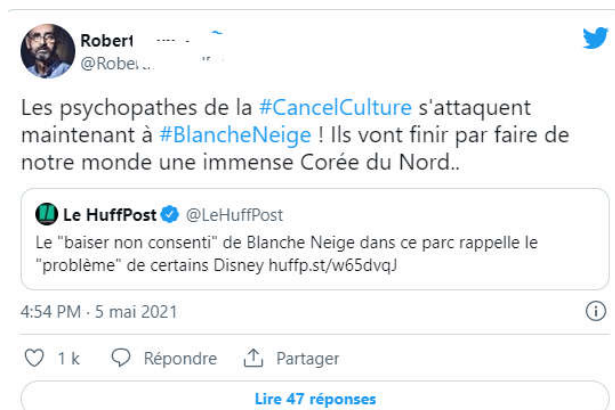 Robert
@Robe
Les psychopathes de la #CancelCulture s'attaquent
maintenant à #BlancheNeige ! Ils vont finir par faire de
notre monde une immense Corée du Nord..
Le HuffPost @LeHuffPost
Le "baiser non consenti" de Blanche Neige dans ce parc rappelle le
"problème" de certains Disney huffp.st/w65dvqJ
4:54 PM · 5 mai 2021
1 k Répondre Partager
Lire 47 réponses